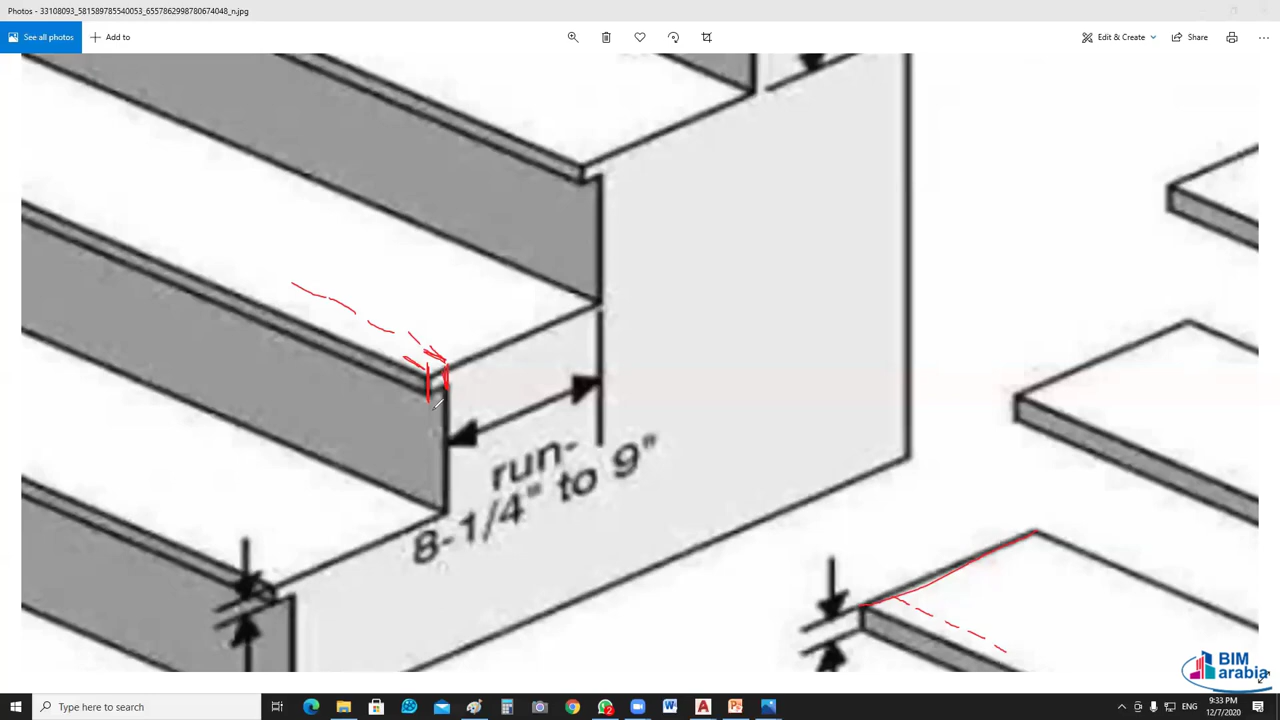 Photos - 33108093_581589785540053_6557862998780674048_n.jpg
See all photos
Add to
Edit & Create
Share
run-
8-1/4" to 9"
BIM
arabia
Type here to search
2
ENG
9:33 PM
12/7/2020